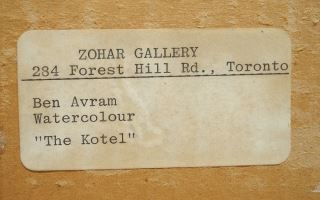 ZOHAR GALLERY
284 Forest Hill Rd., Toronto
Ben Avram
Watercolour
"The Kotel"